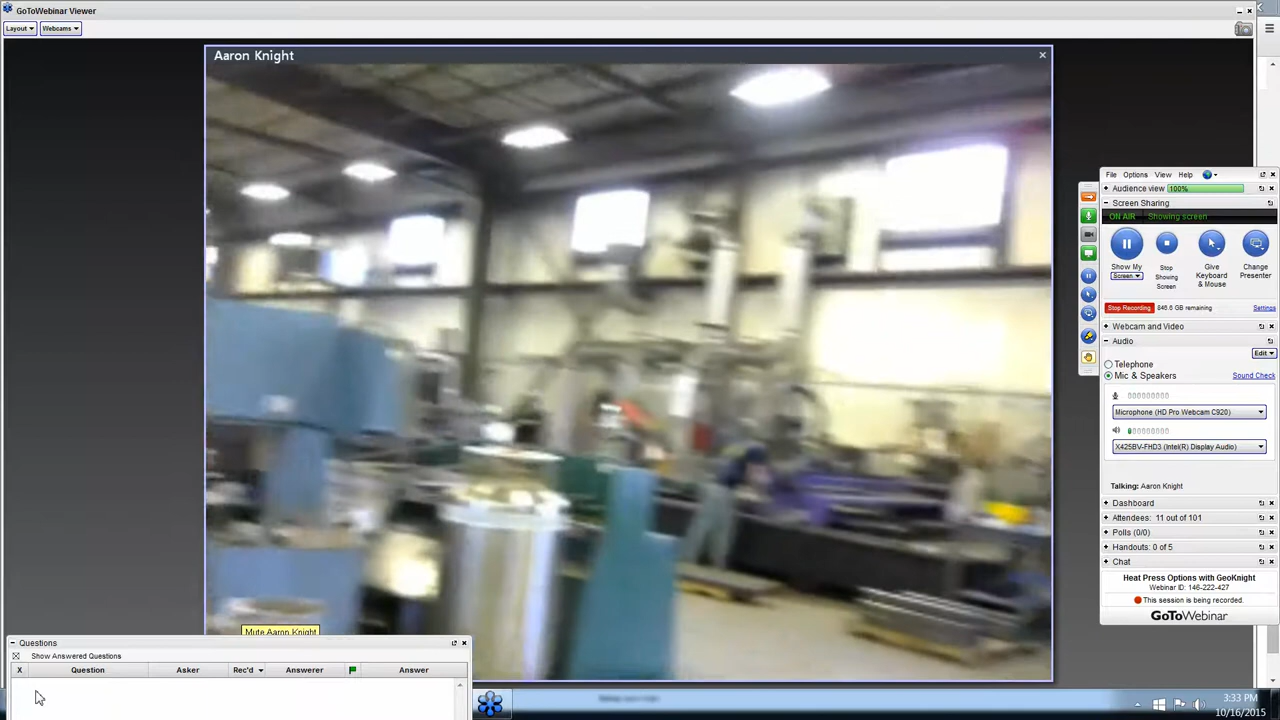 GoToWebinar Viewer
Layout
Webcams
Aaron Knight
File Options View Help
Audience view 100%
Screen Sharing
ON AIR Showing screen
Show My
Screen
Stop
Showing
Screen
Give
Keyboard
& Mouse
Change
Presenter
Stop Recording 846.6 GB remaining Settings
Webcam and Video
Audio
Edit
Telephone
Mic & Speakers Sound Check
Microphone (HD Pro Webcam C920)
X425BV-FHD3 (Intel(R) Display Audio)
Talking: Aaron Knight
Dashboard
Attendees: 11 out of 101
Polls (0/0)
Handouts: 0 of 5
Chat
Heat Press Options with GeoKnight
Webinar ID: 146-222-427
This session is being recorded.
GoToWebinar
Mute Aaron Knight
Questions
Show Answered Questions
X Question Asker Rec'd Answerer Answer
3:33 PM
10/16/2015